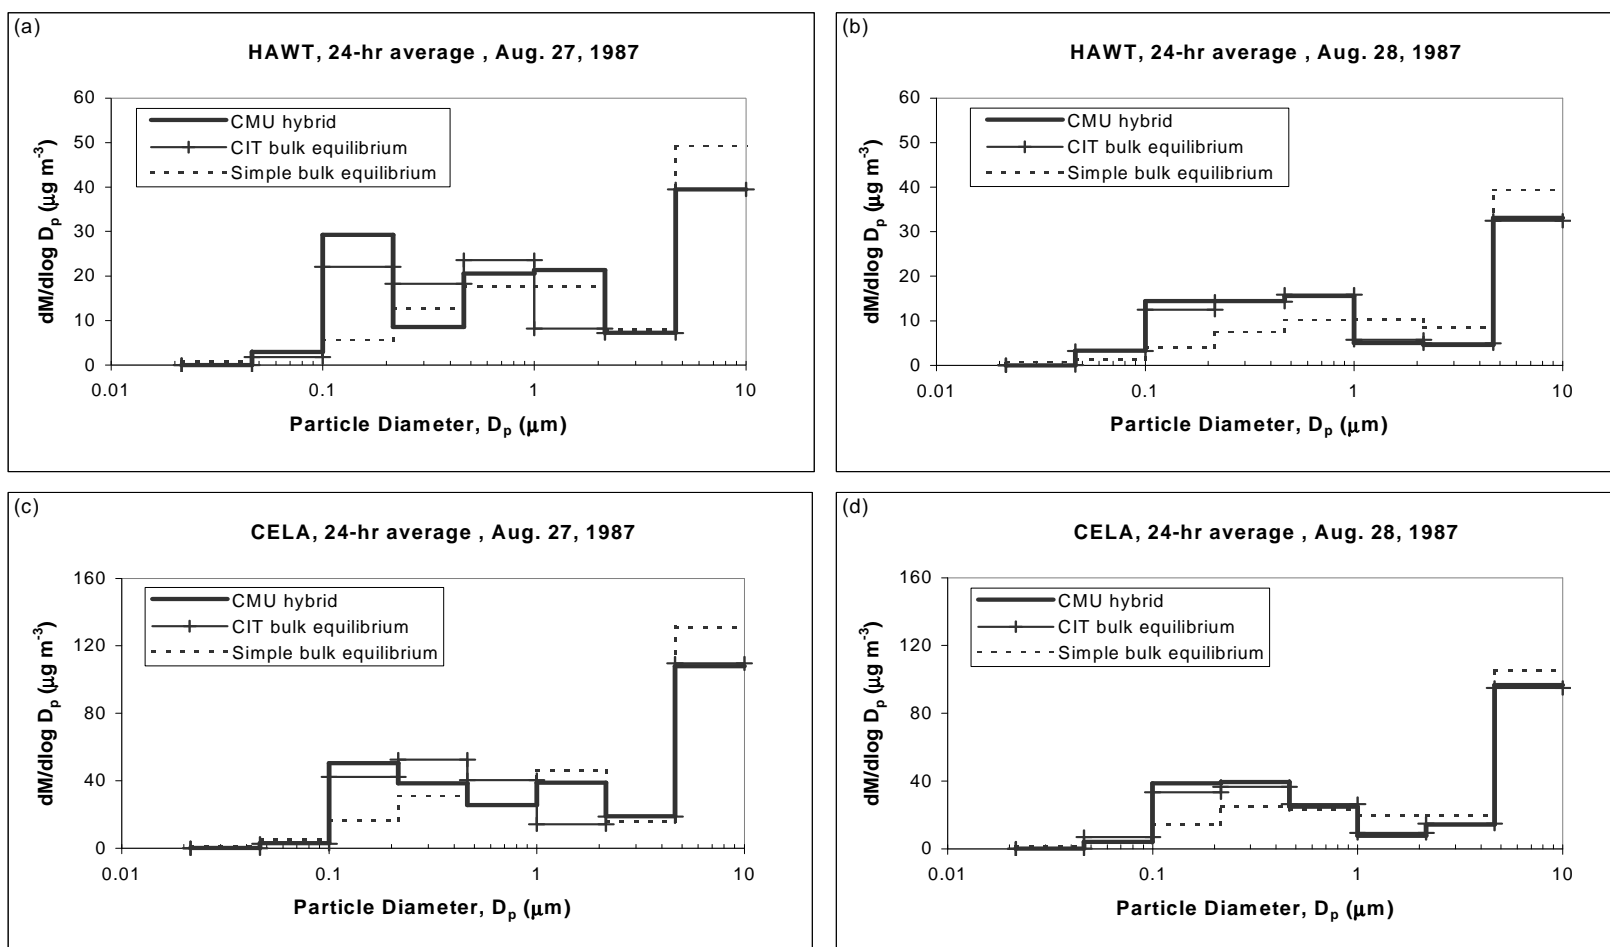 (a)
HAWT, 24-hr average , Aug. 27, 1987
CMU hybrid
CIT bulk equilibrium
Simple bulk equilibrium
dM/dlog Dp (μg m-3)
60
50
40
30
20
10
0
0.01
0.1
1
10
Particle Diameter, Dp (μm)
(b)
HAWT, 24-hr average , Aug. 28, 1987
CMU hybrid
CIT bulk equilibrium
Simple bulk equilibrium
dM/dlog Dp (μg m-3)
60
50
40
30
20
10
0
0.01
0.1
1
10
Particle Diameter, Dp (μm)
(c)
CELA, 24-hr average , Aug. 27, 1987
CMU hybrid
CIT bulk equilibrium
Simple bulk equilibrium
dM/dlog Dp (μg m-3)
160
120
80
40
0
0.01
0.1
1
10
Particle Diameter, Dp (μm)
(d)
CELA, 24-hr average , Aug. 28, 1987
CMU hybrid
CIT bulk equilibrium
Simple bulk equilibrium
dM/dlog Dp (μg m-3)
160
120
80
40
0
0.01
0.1
1
10
Particle Diameter, Dp (μm)